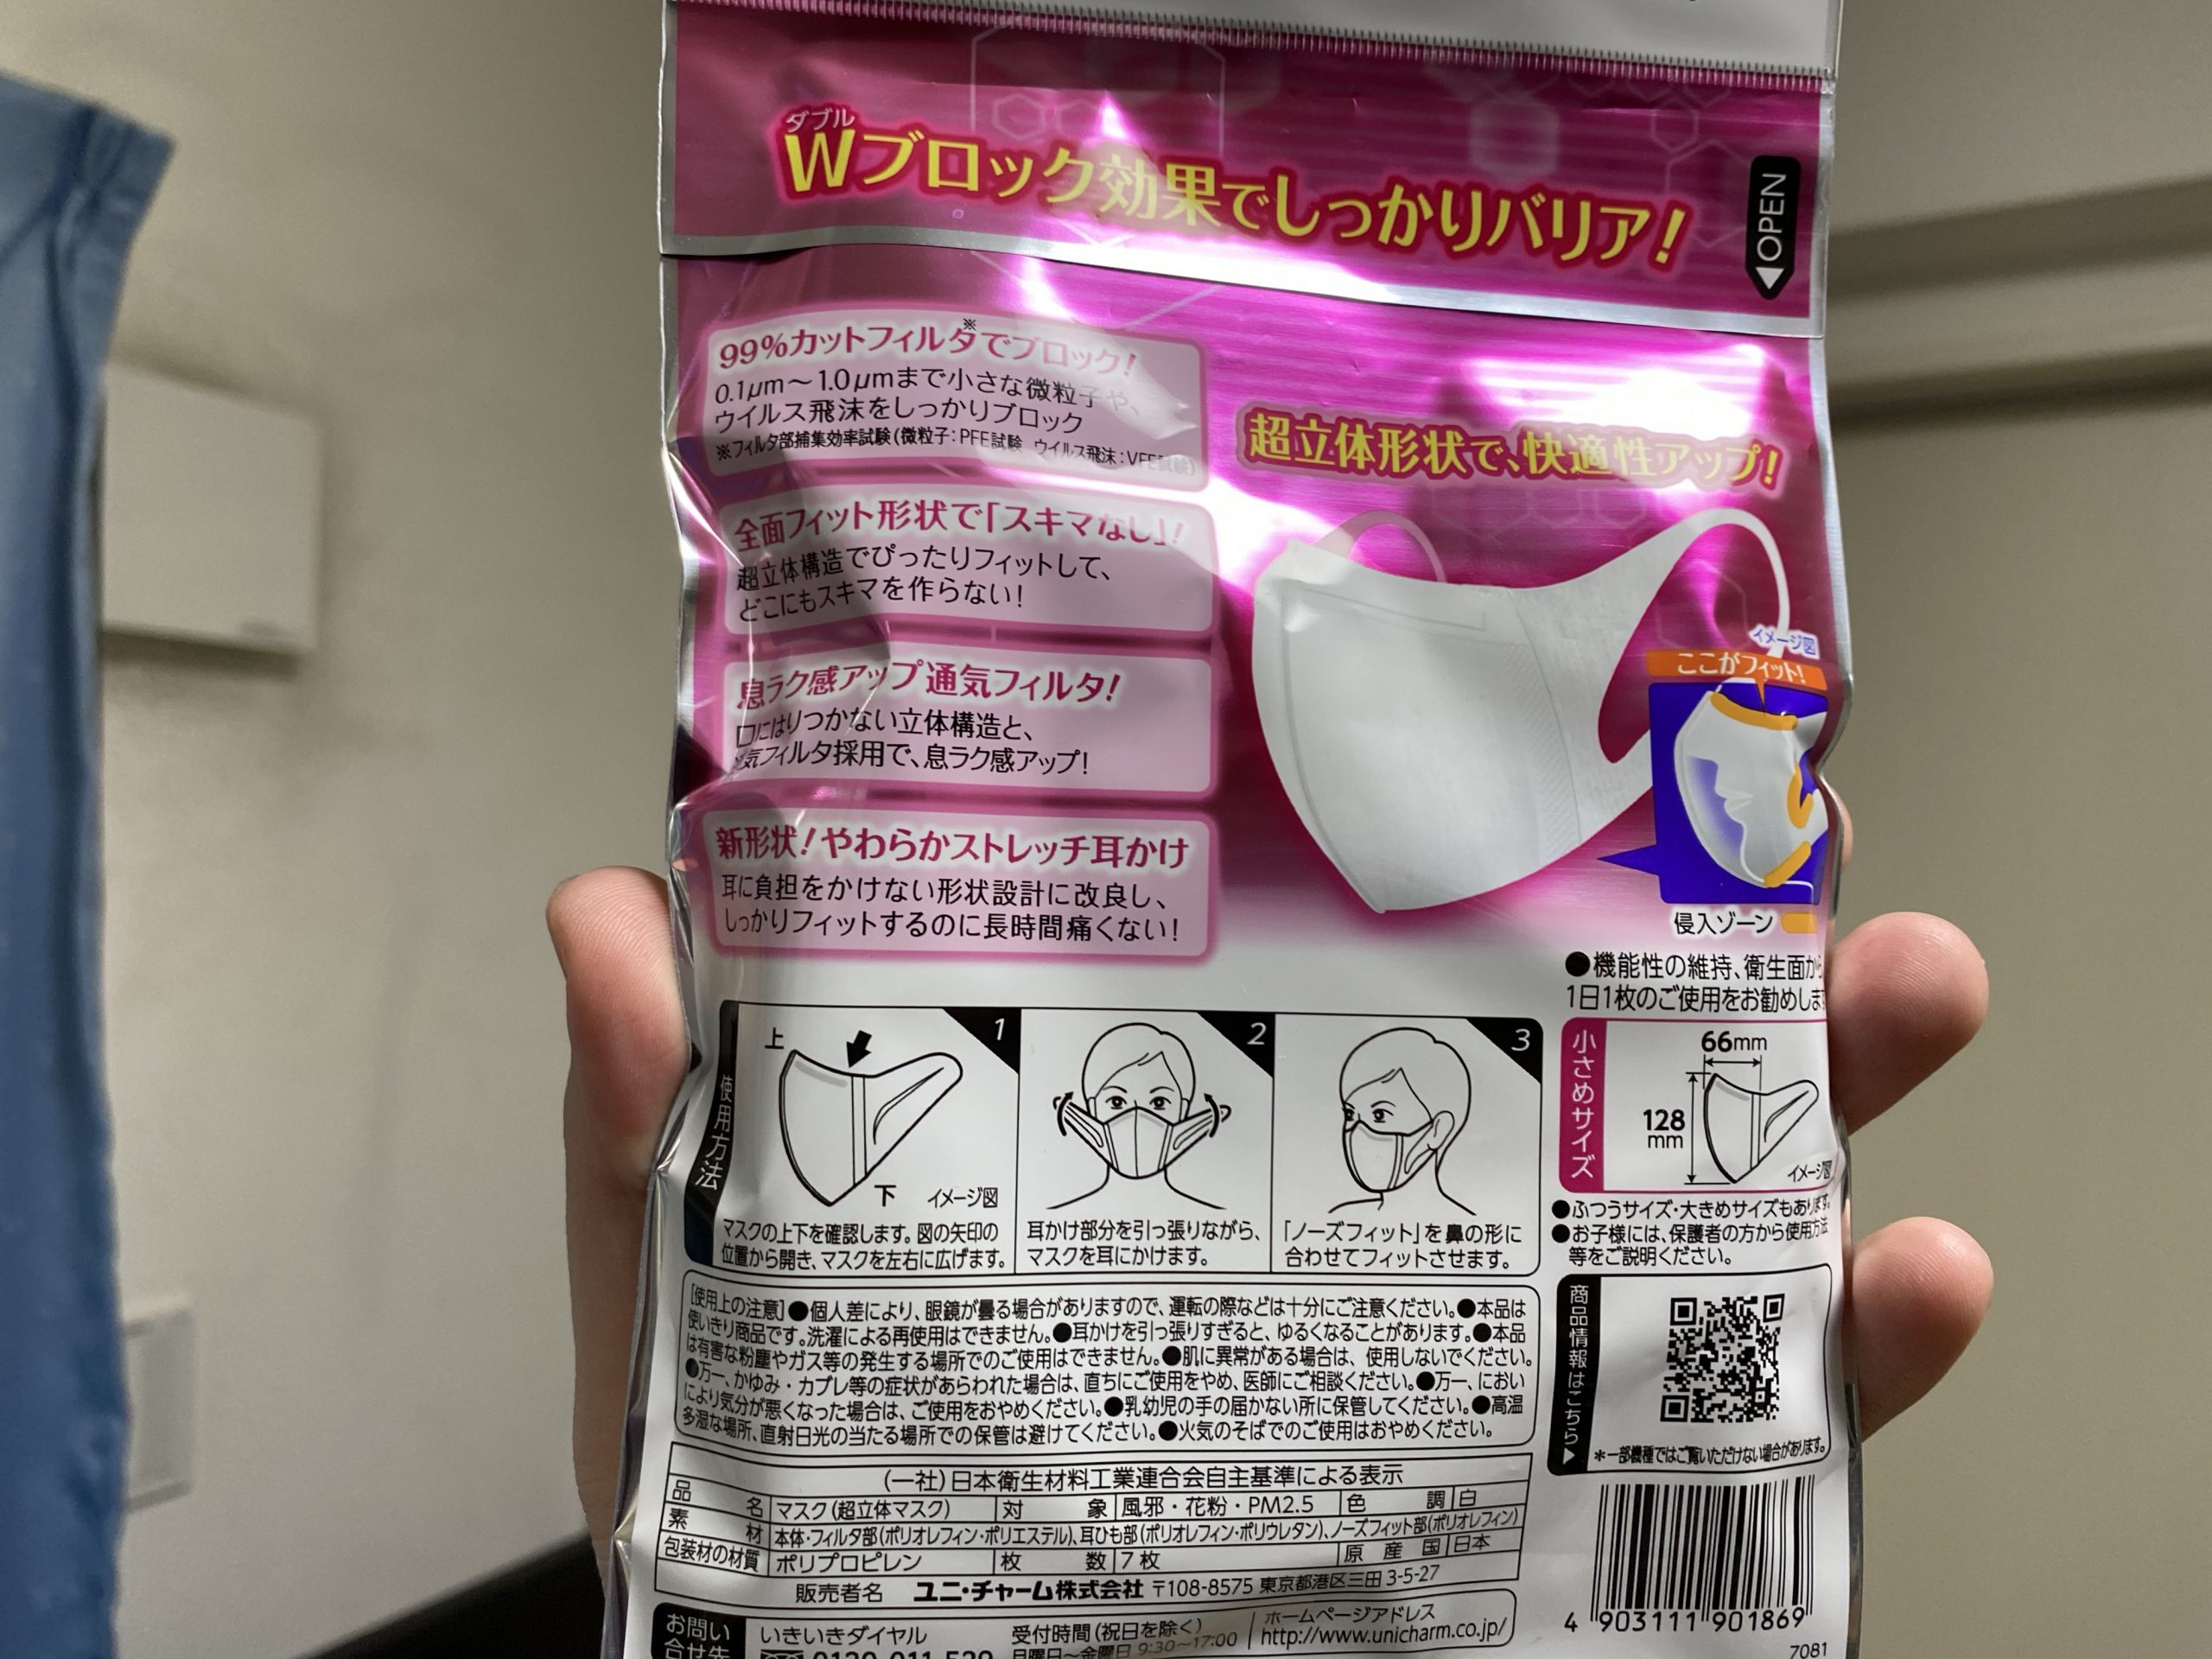 ダブル
Wブロック効果でしっかりバリア!
OPEN
99%カットフィルタ※でブロック!
0.1μm～1.0μmまで小さな微粒子や、
ウイルス飛沫をしっかりブロック
※フィルタ部捕集効率試験(微粒子:PFE試験 ウイルス飛沫:VFE試験)
全面フィット形状で「スキマなし」!
超立体構造でぴったりフィットして、
どこにもスキマを作らない!
息ラク感アップ通気フィルタ!
口にはりつかない立体構造と、
気フィルタ採用で、息ラク感アップ!
新形状!やわらかストレッチ耳かけ
耳に負担をかけない形状設計に改良し、
しっかりフィットするのに長時間痛くない!
超立体形状で、快適性アップ!
イメージ図
ここがフィット!
侵入ゾーン
●機能性の維持、衛生面から
1日1枚のご使用をお勧めします
使用方法
上
1
下
イメージ図
マスクの上下を確認します。図の矢印の
位置から開き、マスクを左右に広げます。
2
耳かけ部分を引っ張りながら、
マスクを耳にかけます。
3
「ノーズフィット」を鼻の形に
合わせてフィットさせます。
小さめサイズ
66mm
128
mm
イメージ図
●ふつうサイズ・大きめサイズもあります。
●お子様には、保護者の方から使用方法
等をご説明ください。
[使用上の注意]●個人差により、眼鏡が曇る場合がありますので、運転の際などは十分にご注意ください。●本品は
使いきり商品です。洗濯による再使用はできません。●耳かけを引っ張りすぎると、ゆるくなることがあります。●本品
は有害な粉塵やガス等の発生する場所でのご使用はできません。●肌に異常がある場合は、使用しないでください。
●万一、かゆみ・カブレ等の症状があらわれた場合は、直ちにご使用をやめ、医師にご相談ください。●万一、におい
により気分が悪くなった場合は、ご使用をおやめください。●乳幼児の手の届かない所に保管してください。●高温
多湿な場所、直射日光の当たる場所での保管は避けてください。●火気のそばでのご使用はおやめください。
商品情報はこちら▶
*一部機種ではご覧いただけない場合があります。
(一社)日本衛生材料工業連合会自主基準による表示
品名 マスク(超立体マスク) 対象 風邪・花粉・PM2.5 色調 白
素材 本体・フィルタ部(ポリオレフィン・ポリエステル)、耳ひも部(ポリオレフィン・ポリウレタン)、ノーズフィット部(ポリオレフィン)
包装材の材質 ポリプロピレン 枚数 7枚 原産国 日本
販売者名 ユニ・チャーム株式会社 〒108-8575 東京都港区三田3-5-27
お問い
合せ先
いきいきダイヤル
0120-011-529
受付時間(祝日を除く)
月曜日～金曜日 9:30～17:00
ホームページアドレス
http://www.unicharm.co.jp/
4 903111 901869
7081